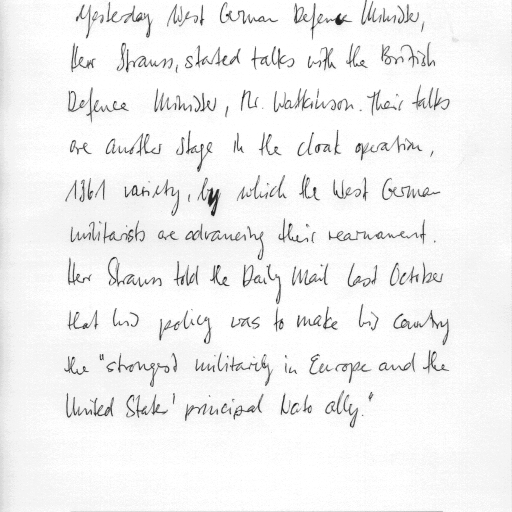 Yesterday West German Defence Minister,
Herr Strauss, stated talks with the British
Defence Minister, Mr. Watkinson. Their talks
are another stage in the cloak operation,
1961 variety, by which the West German
militarists are advancing their rearmament.
Herr Strauss told the Daily Mail last October
that his policy was to make his country
the "strongest militarily in Europe and the
United States' principal Nato ally."